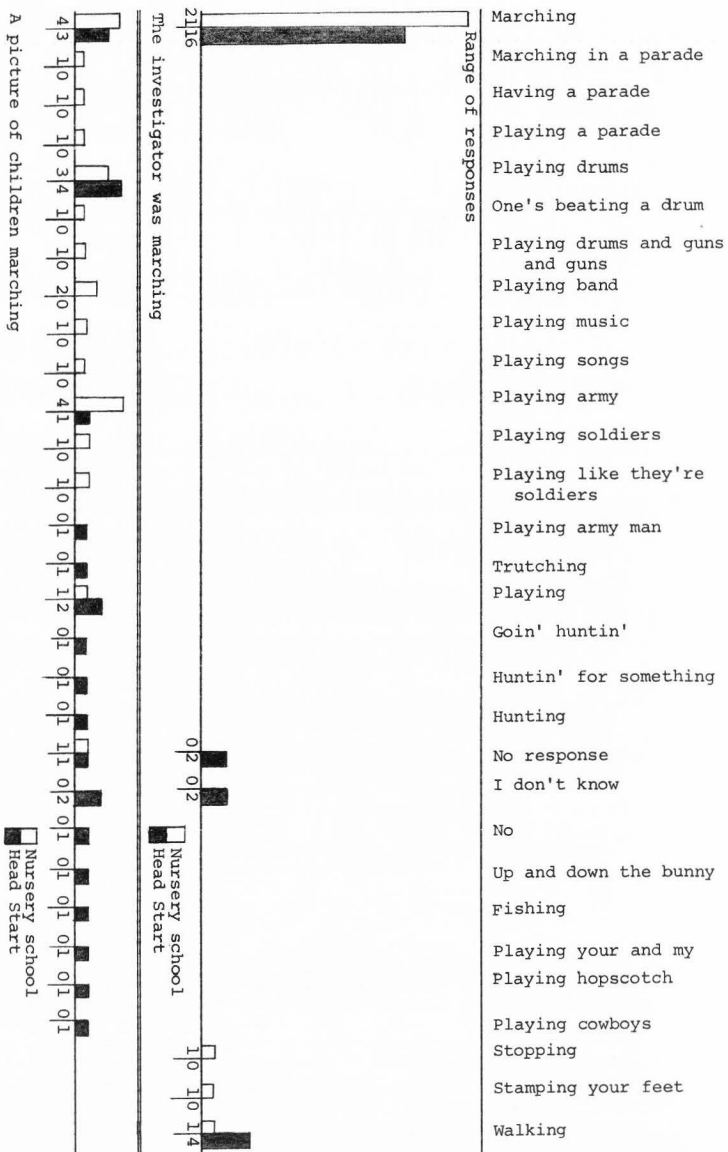 Marching
Marching in a parade
Having a parade
Playing a parade
Playing drums
One's beating a drum
Playing drums and guns
and guns
Playing band
Playing music
Playing songs
Playing army
Playing soldiers
Playing like they're
soldiers
Playing army man
Trutching
Playing
Goin' huntin'
Huntin' for something
Hunting
No response
I don't know
No
Up and down the bunny
Fishing
Playing your and my
Playing hopscotch
Playing cowboys
Stopping
Stamping your feet
Walking
Range of responses
21 16
0 2
0 2
1 0
1 0
1 4
The investigator was marching
Nursery school
Head Start
4 3
1 0
1 0
1 0
3 4
1 0
1 0
2 0
1 0
1 0
4 1
1 0
1 0
0 1
0 1
1 2
0 1
0 1
0 1
1 1
0 2
0 1
0 1
0 1
0 1
0 1
0 1
A picture of children marching
Nursery school
Head Start